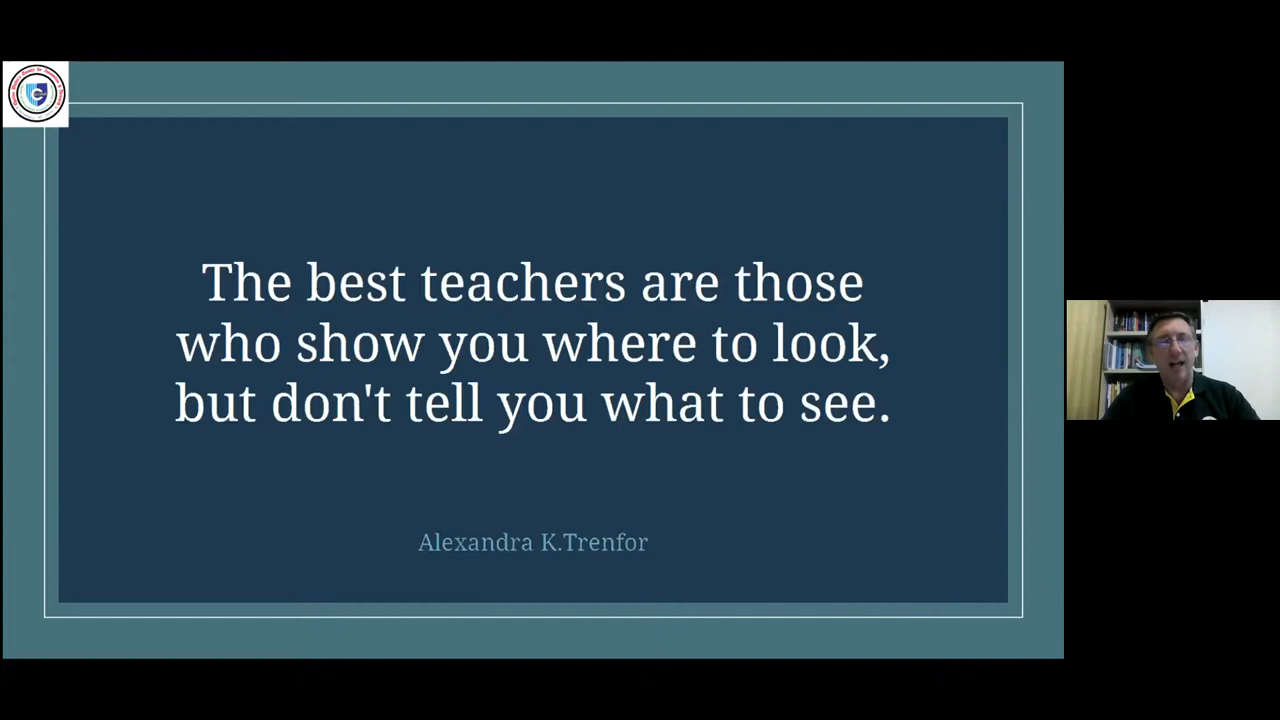 The best teachers are those
who show you where to look,
but don't tell you what to see.
Alexandra K.Trenfor